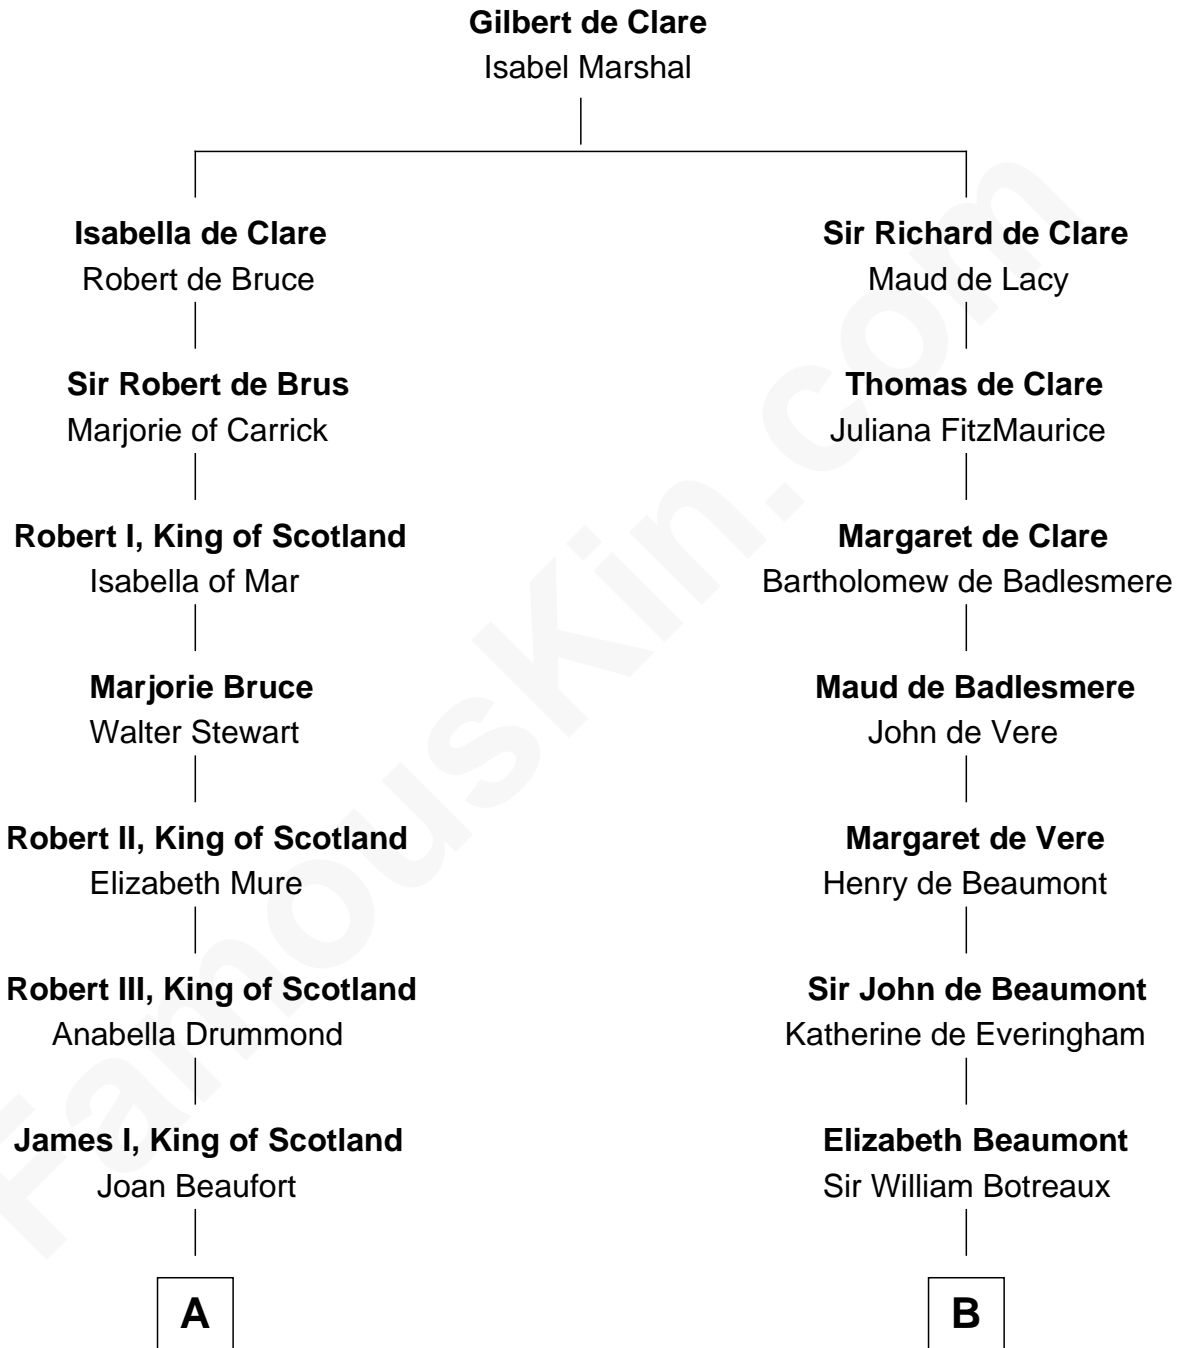 Gilbert de Clare
Isabel Marshal
Isabella de Clare
Robert de Bruce
Sir Richard de Clare
Maud de Lacy
Sir Robert de Brus
Marjorie of Carrick
Thomas de Clare
Juliana FitzMaurice
Robert I, King of Scotland
Isabella of Mar
Margaret de Clare
Bartholomew de Badlesmere
Marjorie Bruce
Walter Stewart
Maud de Badlesmere
John de Vere
Robert II, King of Scotland
Elizabeth Mure
Margaret de Vere
Henry de Beaumont
Robert III, King of Scotland
Anabella Drummond
Sir John de Beaumont
Katherine de Everingham
James I, King of Scotland
Joan Beaufort
Elizabeth Beaumont
Sir William Botreaux
A
B
FamousKin.com